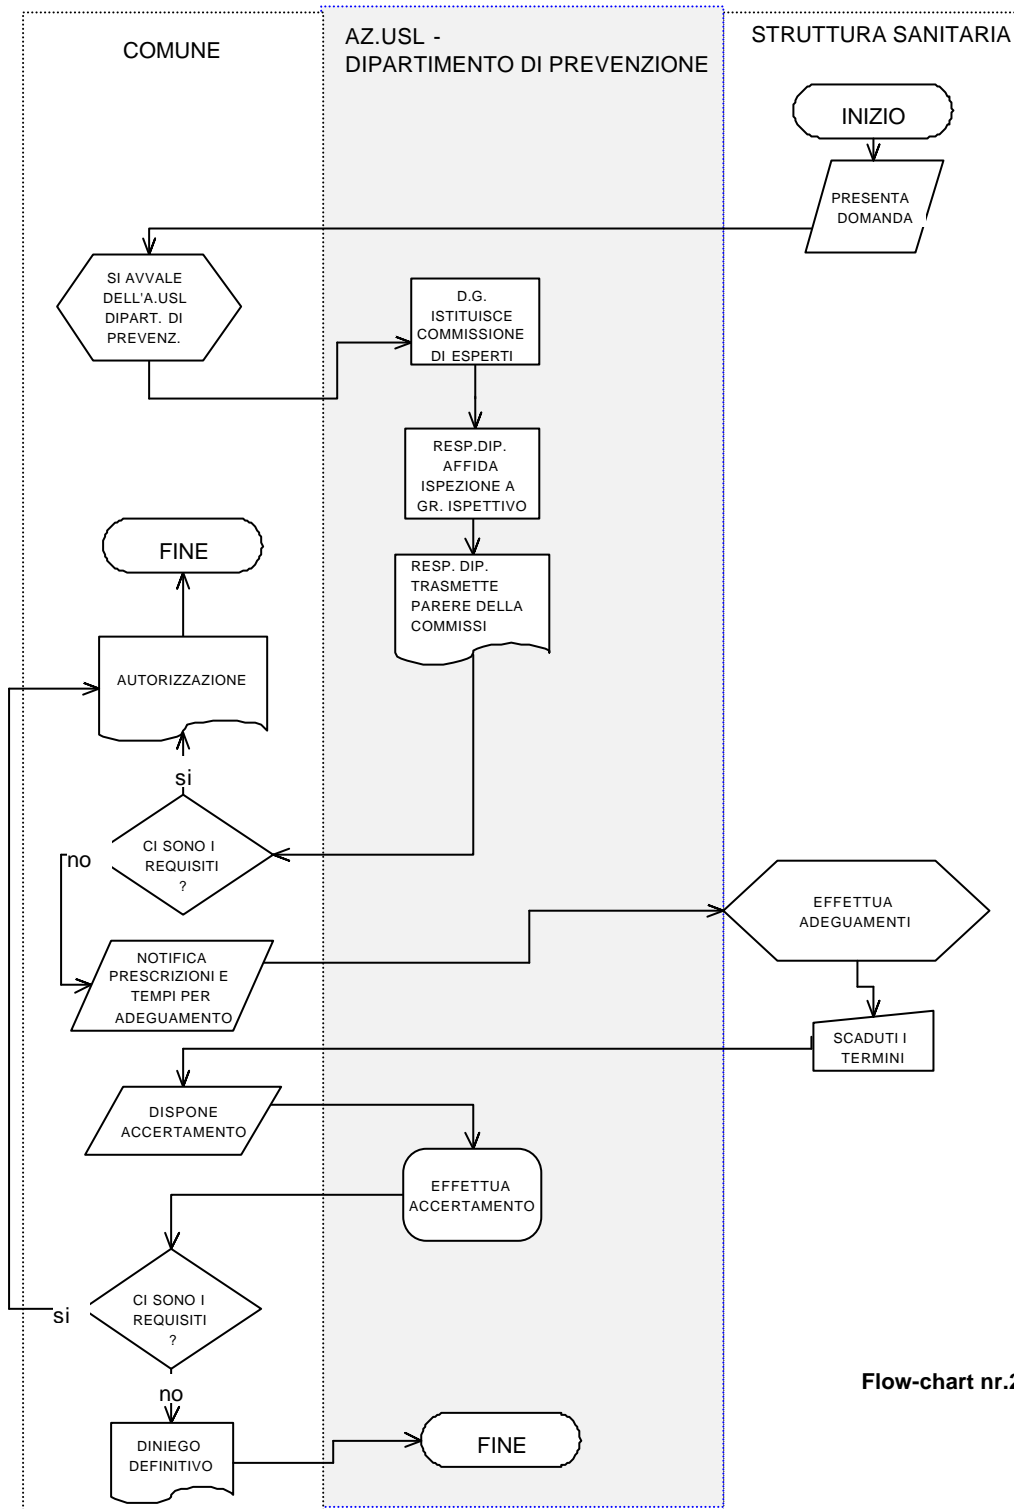 COMUNE
AZ.USL -
DIPARTIMENTO DI PREVENZIONE
STRUTTURA SANITARIA
INIZIO
PRESENTA
DOMANDA
SI AVVALE
DELL'A.USL
DIPART. DI
PREVENZ.
D.G.
ISTITUISCE
COMMISSIONE
DI ESPERTI
RESP.DIP.
AFFIDA
ISPEZIONE A
GR. ISPETTIVO
RESP. DIP.
TRASMETTE
PARERE DELLA
COMMISSI
FINE
AUTORIZZAZIONE
si
CI SONO I
REQUISITI
?
no
NOTIFICA
PRESCRIZIONI E
TEMPI PER
ADEGUAMENTO
EFFETTUA
ADEGUAMENTI
SCADUTI I
TERMINI
DISPONE
ACCERTAMENTO
EFFETTUA
ACCERTAMENTO
CI SONO I
REQUISITI
?
si
no
DINIEGO
DEFINITIVO
FINE
Flow-chart nr.2